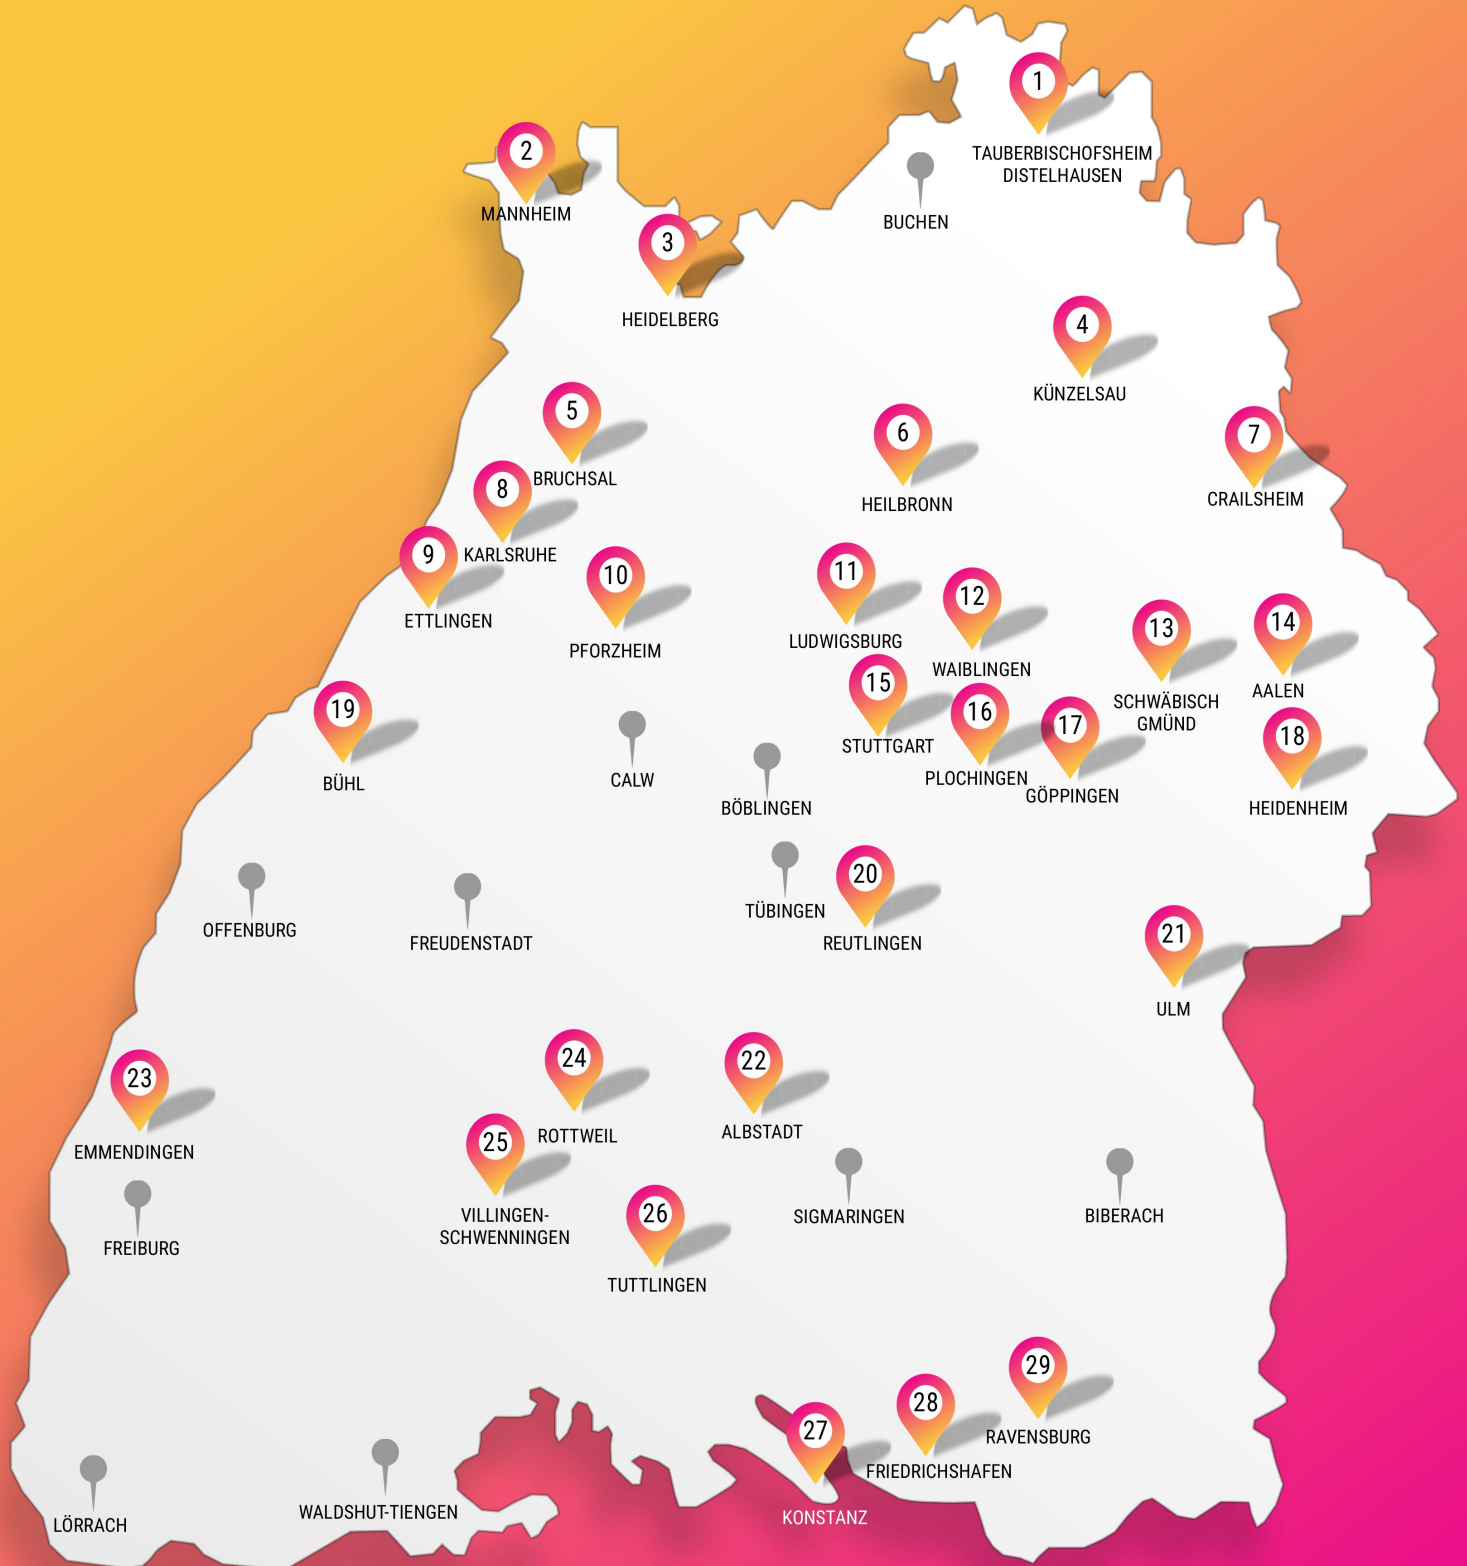 1
TAUBERBISCHOFSHEIM
DISTELHAUSEN
2
MANNHEIM
BUCHEN
3
HEIDELBERG
4
KÜNZELSAU
5
BRUCHSAL
6
HEILBRONN
7
CRAILSHEIM
8
KARLSRUHE
9
ETTLINGEN
10
PFORZHEIM
11
LUDWIGSBURG
12
WAIBLINGEN
13
SCHWÄBISCH
GMÜND
14
AALEN
15
STUTTGART
16
PLOCHINGEN
17
GÖPPINGEN
18
HEIDENHEIM
19
BÜHL
CALW
BÖBLINGEN
OFFENBURG
FREUDENSTADT
TÜBINGEN
20
REUTLINGEN
21
ULM
22
ALBSTADT
23
EMMENDINGEN
24
ROTTWEIL
25
VILLINGEN-
SCHWENNINGEN
FREIBURG
26
TUTTLINGEN
SIGMARINGEN
BIBERACH
27
KONSTANZ
28
FRIEDRICHSHAFEN
29
RAVENSBURG
LÖRRACH
WALDSHUT-TIENGEN